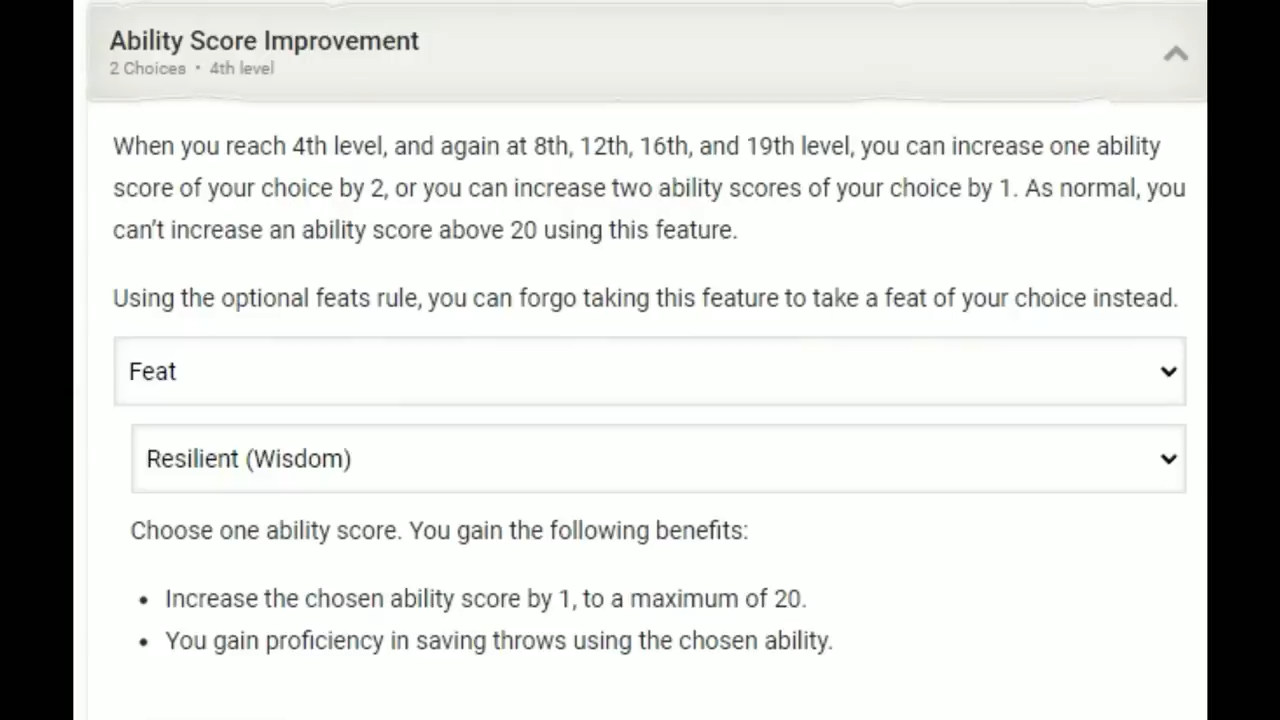 Ability Score Improvement
2 Choices • 4th level
When you reach 4th level, and again at 8th, 12th, 16th, and 19th level, you can increase one ability
score of your choice by 2, or you can increase two ability scores of your choice by 1. As normal, you
can’t increase an ability score above 20 using this feature.
Using the optional feats rule, you can forgo taking this feature to take a feat of your choice instead.
Feat
Resilient (Wisdom)
Choose one ability score. You gain the following benefits:
• Increase the chosen ability score by 1, to a maximum of 20.
• You gain proficiency in saving throws using the chosen ability.